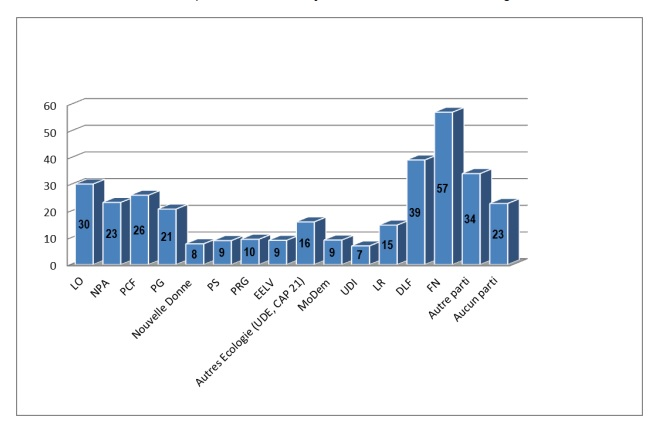 60
50
40
30
20
10
0
30
23
26
21
8
9
10
9
16
9
7
15
39
57
34
23
LO
NPA
PCF
PG
Nouvelle Donne
PS
PRG
EELV
Autres Ecologie (UDE, CAP 21)
MoDem
UDI
LR
DLF
FN
Autre parti
Aucun parti